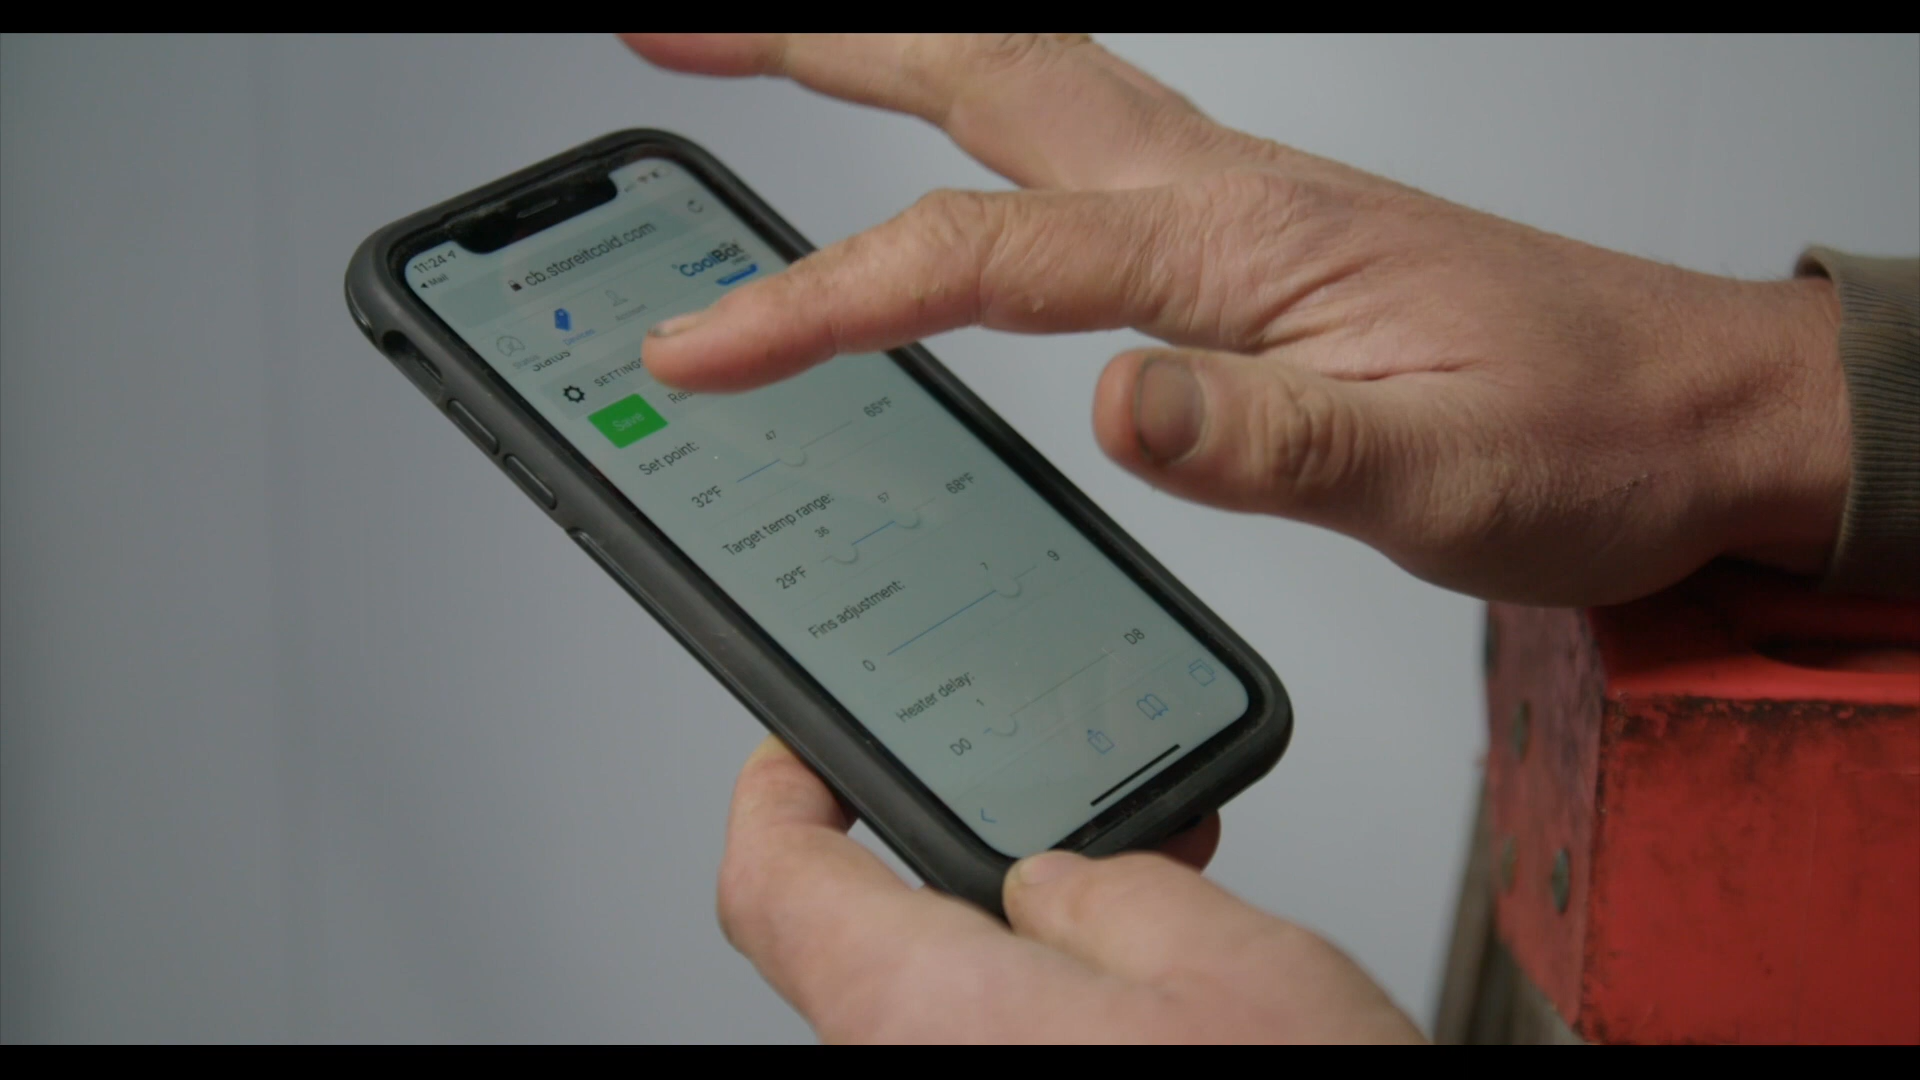 11:24
Mail
cb.storeitcold.com
CoolBot
Status
Devices
Account
Status
SETTINGS
Save
Set point:
47
32°F
65°F
Target temp range:
36
57
29°F
68°F
Fins adjustment:
7
0
9
Heater delay:
1
D0
D8